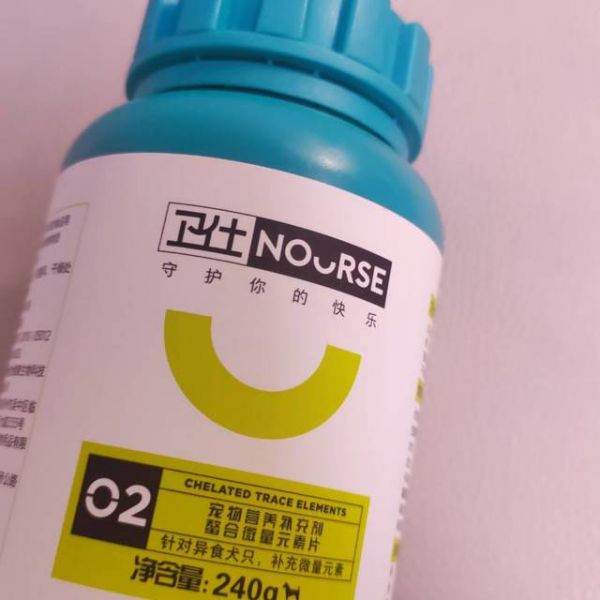 卫仕 NOURSE
守护你的快乐
02
CHELATED TRACE ELEMENTS
宠物营养补充剂
螯合微量元素片
针对异食犬只，补充微量元素
净含量：240g